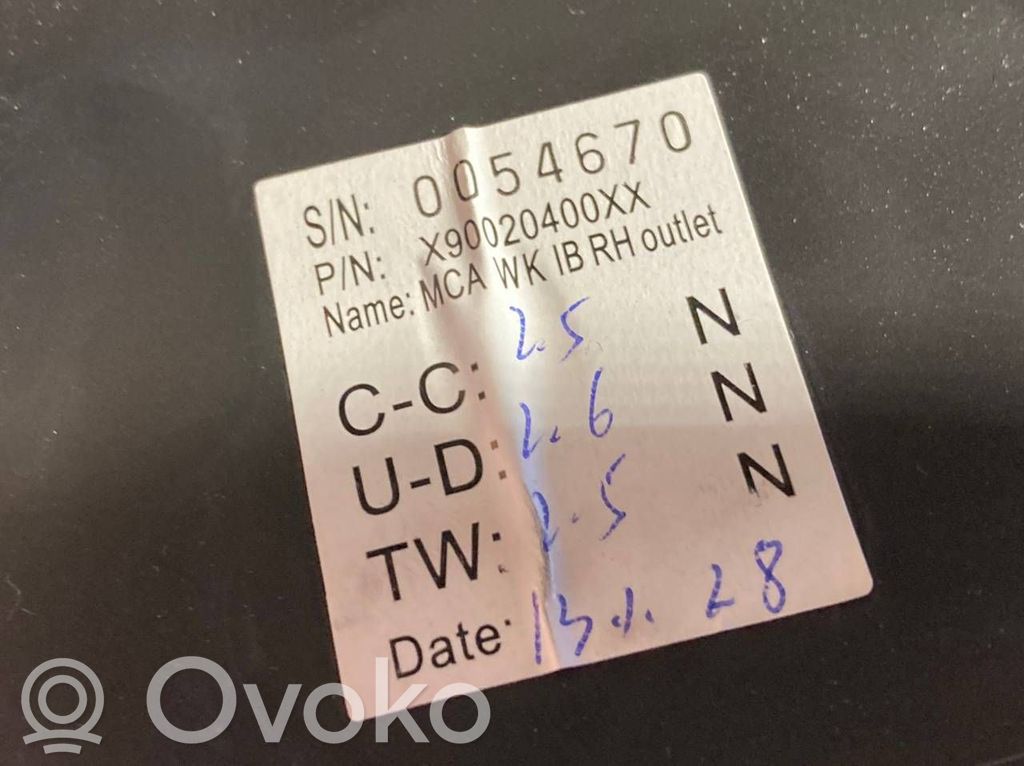 S/N: 0054670
P/N: X90020400XX
Name: MCA WK IB RH outlet
C-C: 2.5 N
U-D: 2.6 N
TW: 2.5 N
Date: 13.1.28
Ovoko